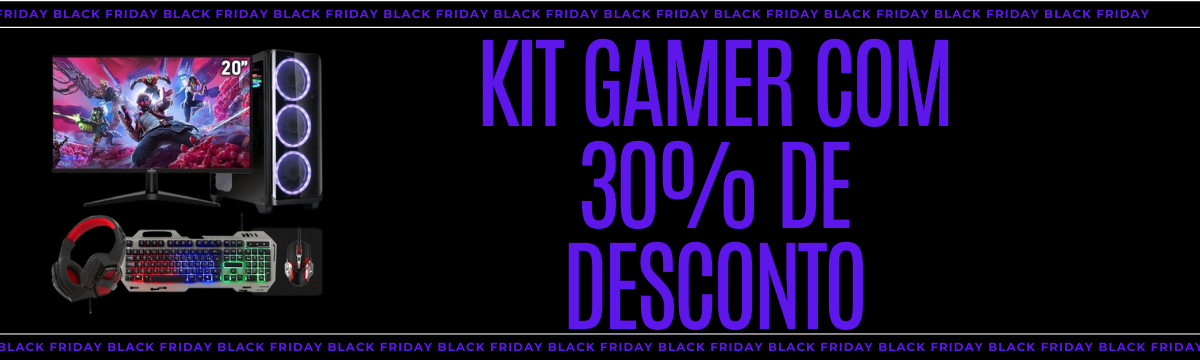 FRIDAY BLACK FRIDAY BLACK FRIDAY BLACK FRIDAY BLACK FRIDAY BLACK FRIDAY BLACK FRIDAY BLACK FRIDAY BLACK FRIDAY BLACK FRIDAY BLACK FRIDAY
20"
KIT GAMER COM
30% DE
DESCONTO
BLACK FRIDAY BLACK FRIDAY BLACK FRIDAY BLACK FRIDAY BLACK FRIDAY BLACK FRIDAY BLACK FRIDAY BLACK FRIDAY BLACK FRIDAY BLACK FRIDAY BLACK FRIDAY